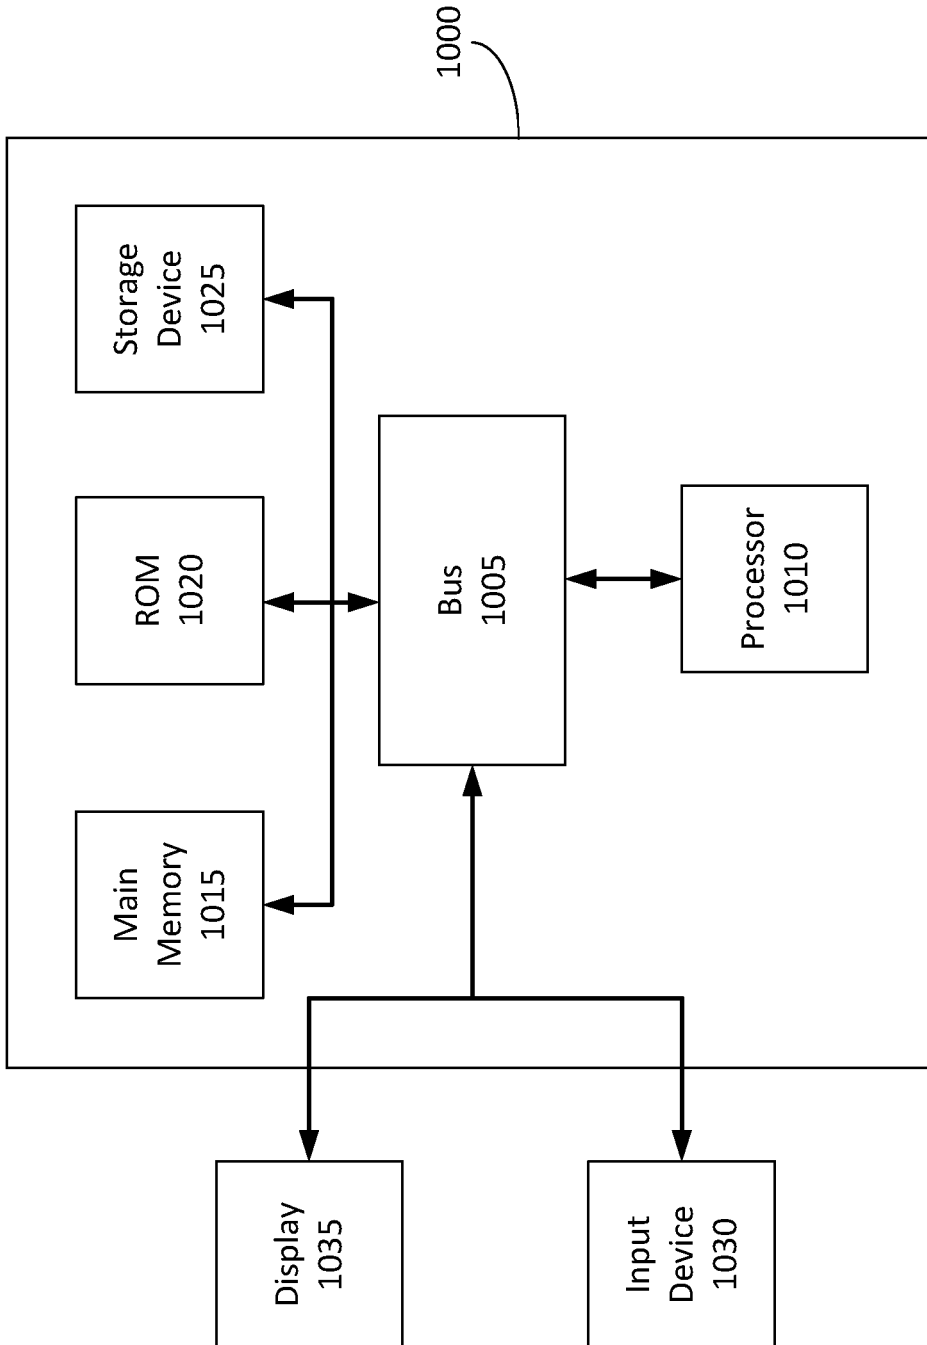 1000
Main
Memory
1015
ROM
1020
Storage
Device
1025
Display
1035
Bus
1005
Input
Device
1030
Processor
1010